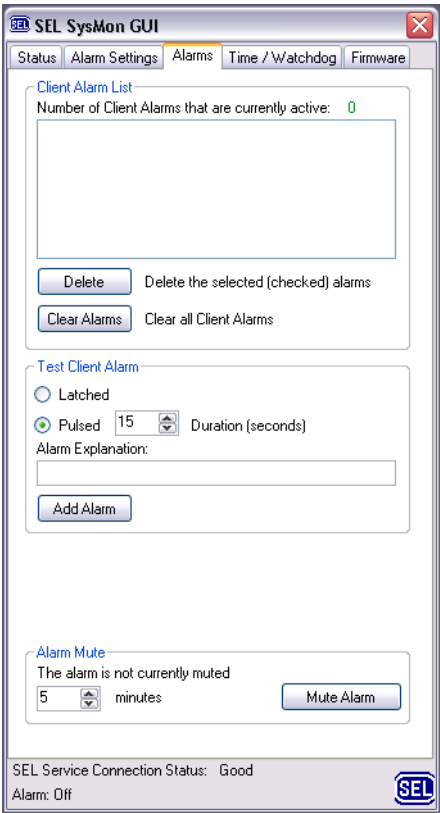 SEL SysMon GUI
Status Alarm Settings Alarms Time / Watchdog Firmware
Client Alarm List
Number of Client Alarms that are currently active: 0
Delete Delete the selected (checked) alarms
Clear Alarms Clear all Client Alarms
Test Client Alarm
Latched
Pulsed 15 Duration (seconds)
Alarm Explanation:
Add Alarm
Alarm Mute
The alarm is not currently muted
5 minutes Mute Alarm
SEL Service Connection Status: Good
Alarm: Off
SEL